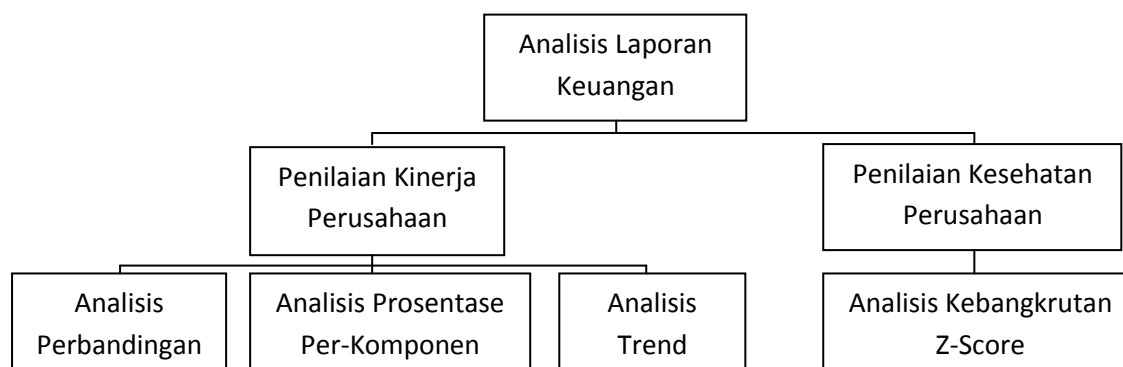 Analisis Laporan
Keuangan
Penilaian Kinerja
Perusahaan
Penilaian Kesehatan
Perusahaan
Analisis
Perbandingan
Analisis Prosentase
Per-Komponen
Analisis
Trend
Analisis Kebangkrutan
Z-Score